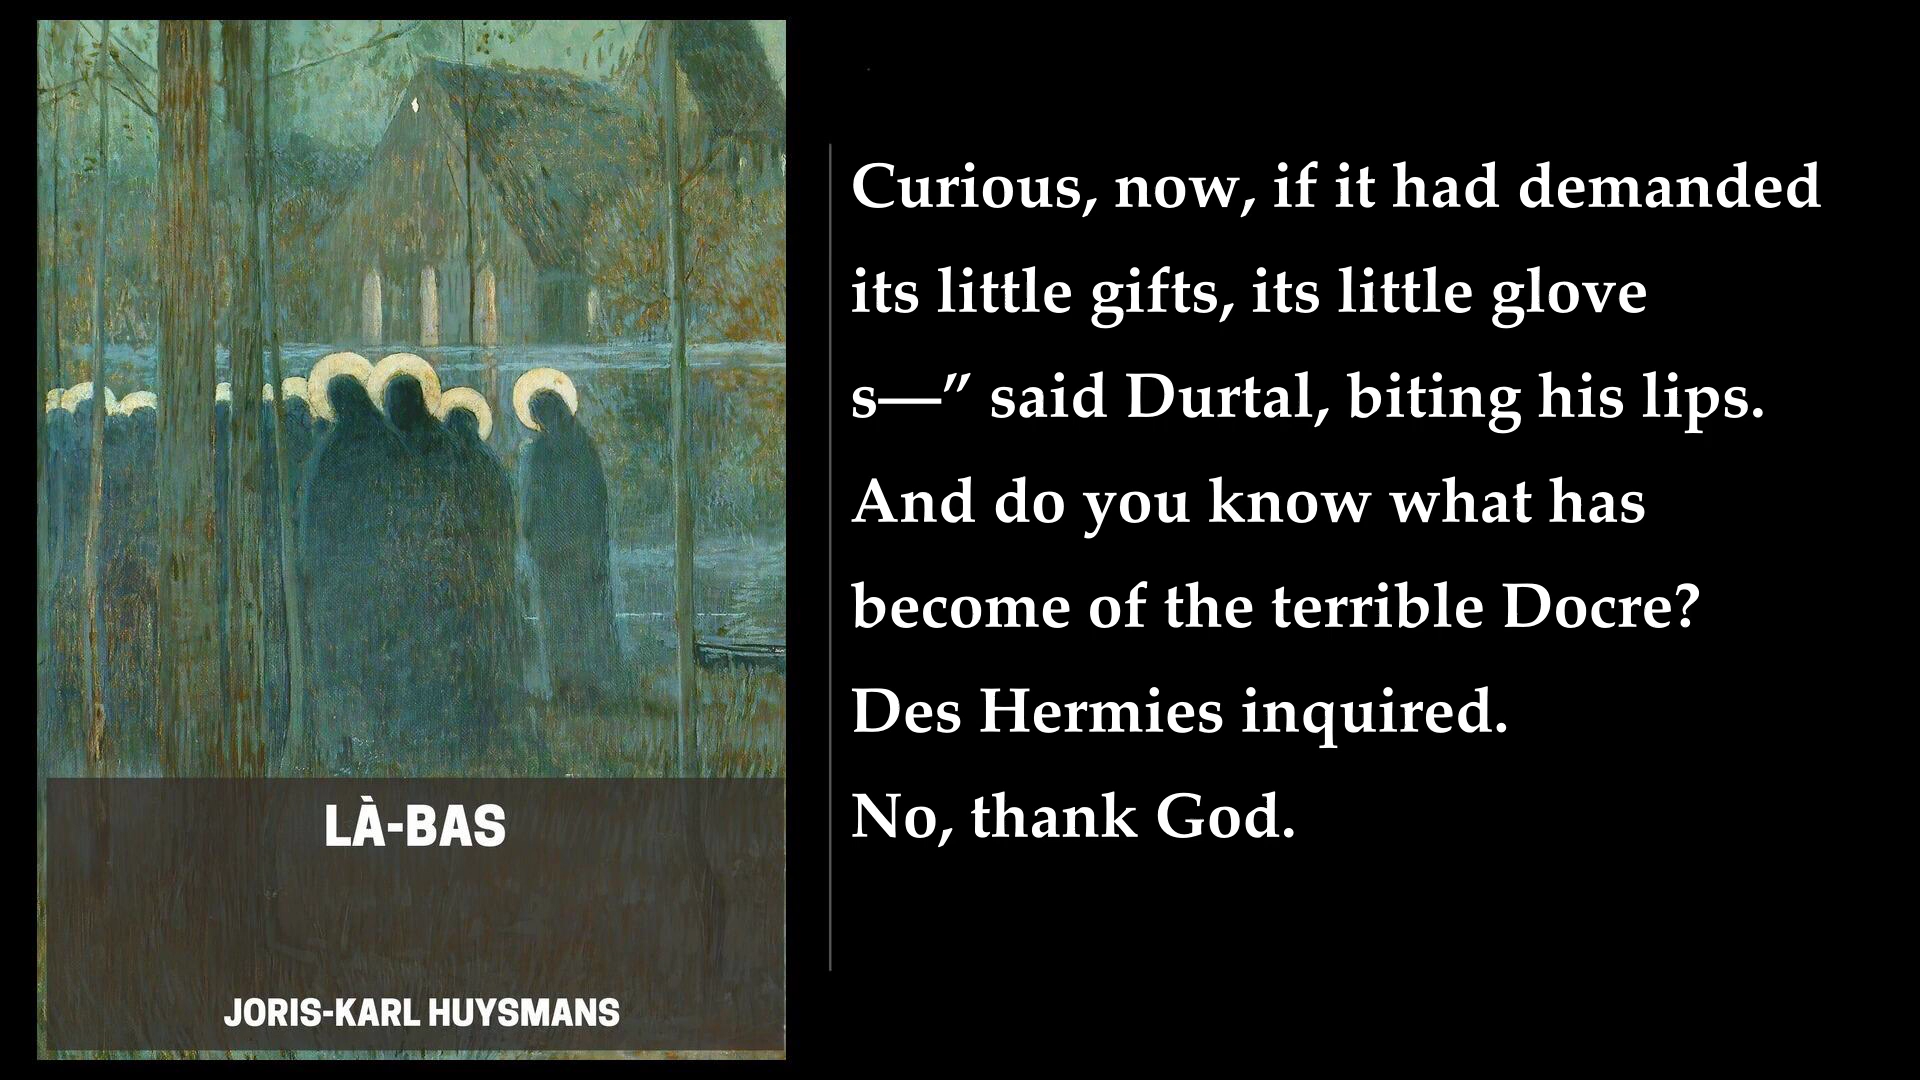 LÀ-BAS
JORIS-KARL HUYSMANS
Curious, now, if it had demanded
its little gifts, its little glove
s—” said Durtal, biting his lips.
And do you know what has
become of the terrible Docre?
Des Hermies inquired.
No, thank God.